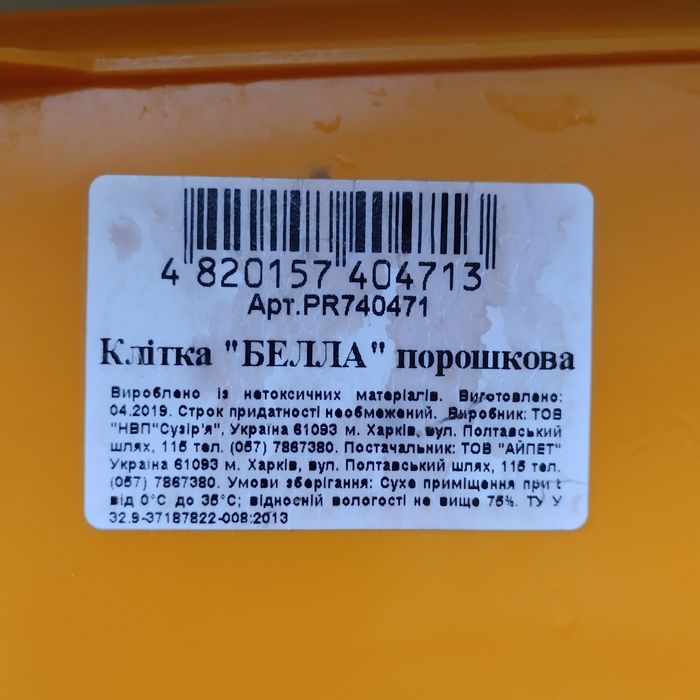 4 820157 404713
Арт.PR740471
Клітка "БЕЛЛА" порошкова
Вироблено із нетоксичних матеріалів. Виготовлено:
04.2019. Строк придатності необмежений. Виробник: ТОВ
"НВП"Сузір'я", Україна 61093 м. Харків, вул. Полтавський
шлях, 115 тел. (057) 7867380. Постачальник: ТОВ "АЙПЕТ"
Україна 61093 м. Харків, вул. Полтавський шлях, 115 тел.
(057) 7867380. Умови зберігання: Сухе приміщення при t
від 0°C до 35°C; відносній вологості не вище 75%. ТУ У
32.9-37187822-008:2013